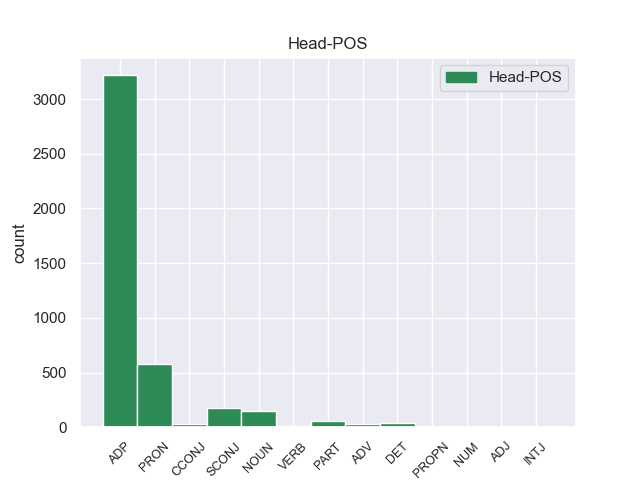 Head-POS
Head-POS
3000
2500
2000
1500
1000
500
0
count
ADP PRON CCONJ SCONJ NOUN VERB PART ADV DET PROPN NUM ADJ INTJ